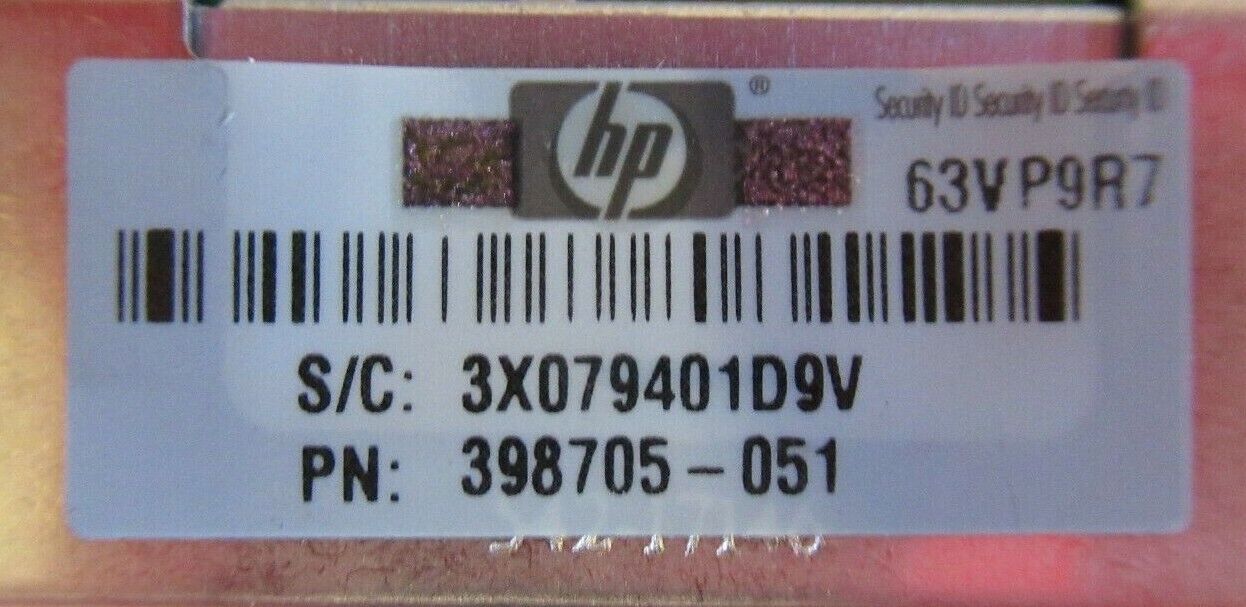 hp ®
Security ID Security ID Security ID
63VP9R7
S/C: 3X079401D9V
PN: 398705-051